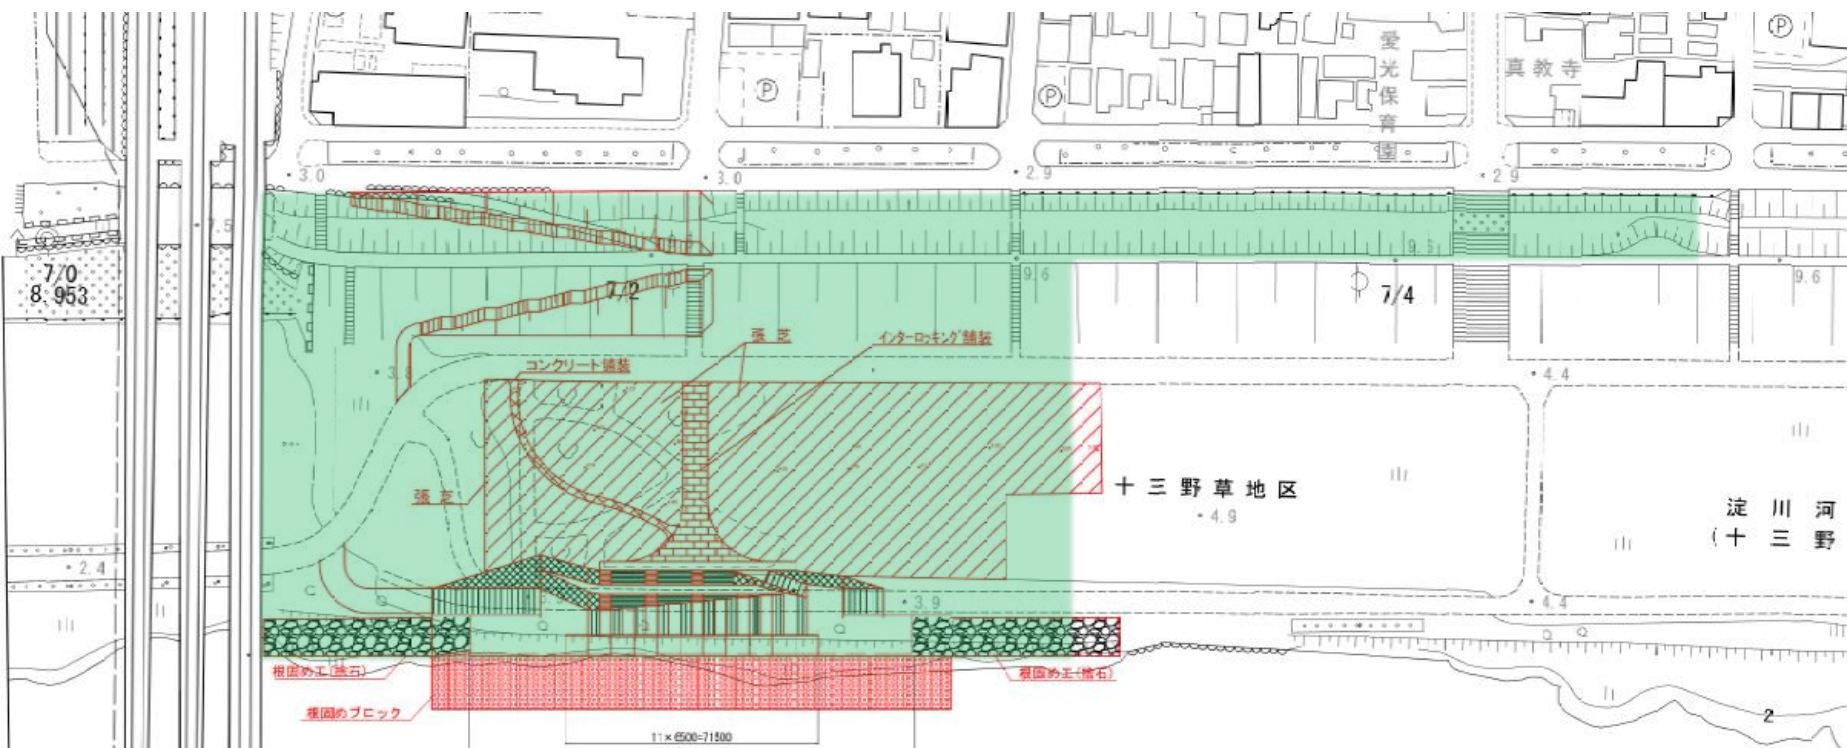 愛光保育園
真教寺
P
P
P
3.0
3.0
2.9
2.9
7.5
7/0
8.953
7/2
9.6
9.6
7/4
9.6
張芝
インターロッキング舗装
コンクリート舗装
4.4
張芝
十三野草地区
4.9
淀川河
(十三野
2.4
3.9
4.4
根固め工(捨石)
根固め工(捨石)
根固めブロック
11×6500=71500
2